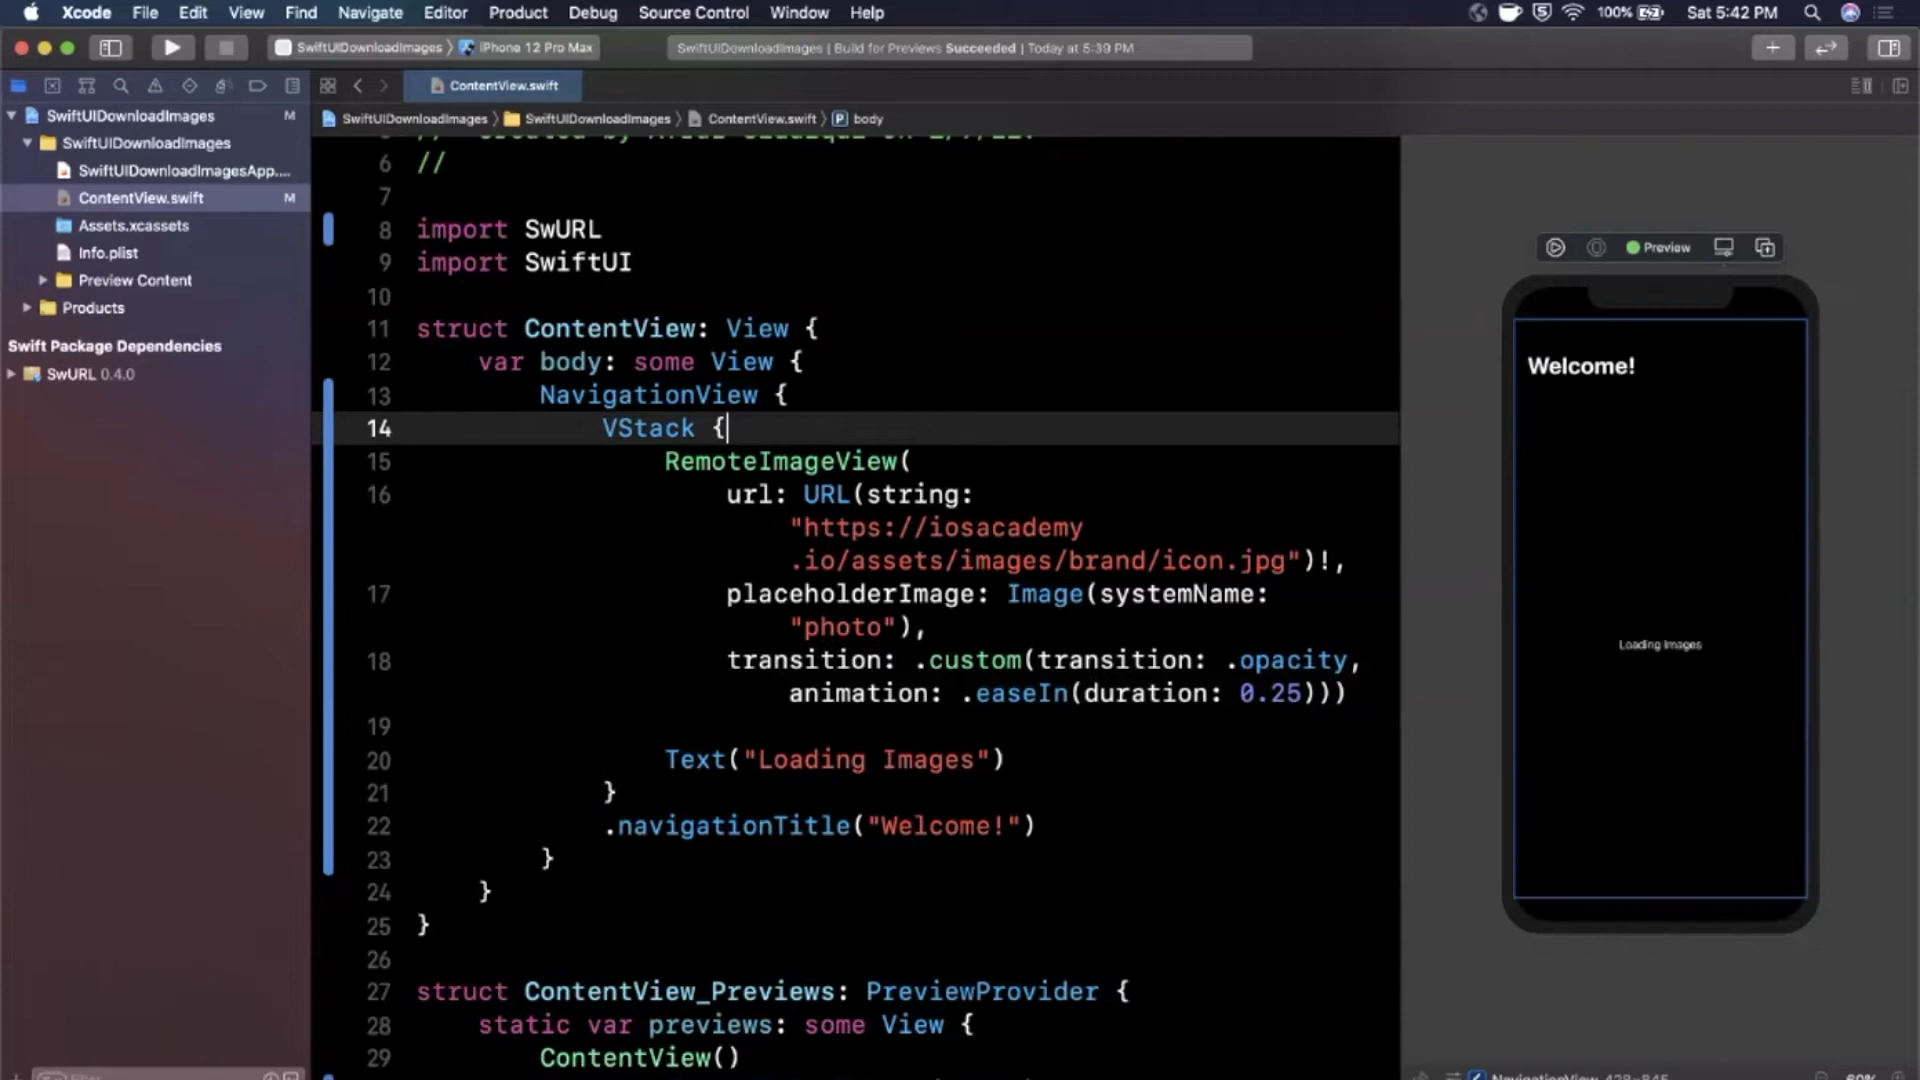 Xcode File Edit View Find Navigate Editor Product Debug Source Control Window Help 100% Sat 5:42 PM
SwiftUIDownloadImages iPhone 12 Pro Max SwiftUIDownloadImages | Build for Previews Succeeded | Today at 5:39 PM
ContentView.swift
SwiftUIDownloadImages SwiftUIDownloadImages ContentView.swift body
SwiftUIDownloadImages M
SwiftUIDownloadImages
SwiftUIDownloadImagesApp....
ContentView.swift M
Assets.xcassets
Info.plist
Preview Content
Products
Swift Package Dependencies
SwURL 0.4.0
6 //
7
8 import SwURL
9 import SwiftUI
10
11 struct ContentView: View {
12 var body: some View {
13 NavigationView {
14 VStack {
15 RemoteImageView(
16 url: URL(string:
"https://iosacademy
.io/assets/images/brand/icon.jpg")!,
17 placeholderImage: Image(systemName:
"photo"),
18 transition: .custom(transition: .opacity,
animation: .easeIn(duration: 0.25)))
19
20 Text("Loading Images")
21 }
22 .navigationTitle("Welcome!")
23 }
24 }
25 }
26
27 struct ContentView_Previews: PreviewProvider {
28 static var previews: some View {
29 ContentView()
Preview
Welcome!
Loading Images